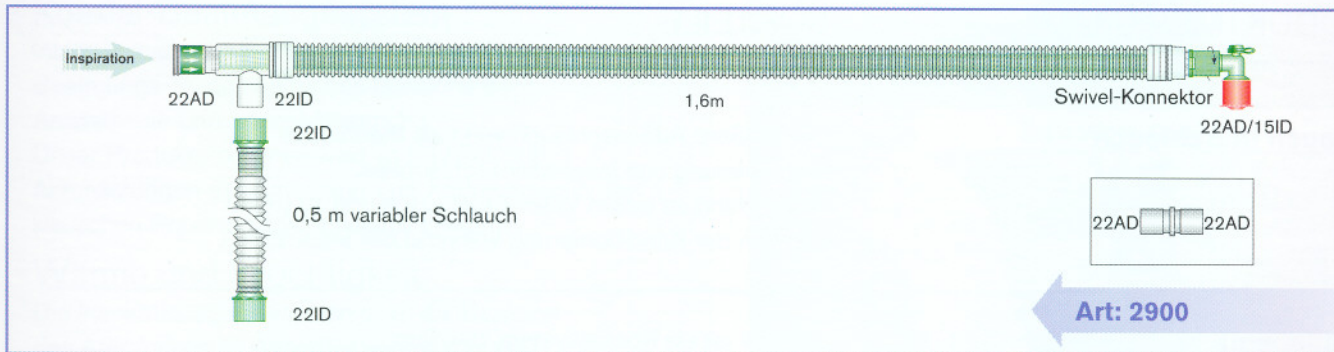 Inspiration
22AD
22ID
1,6m
Swivel-Konnektor
22AD/15ID
22ID
0,5 m variabler Schlauch
22AD
22AD
22ID
Art: 2900